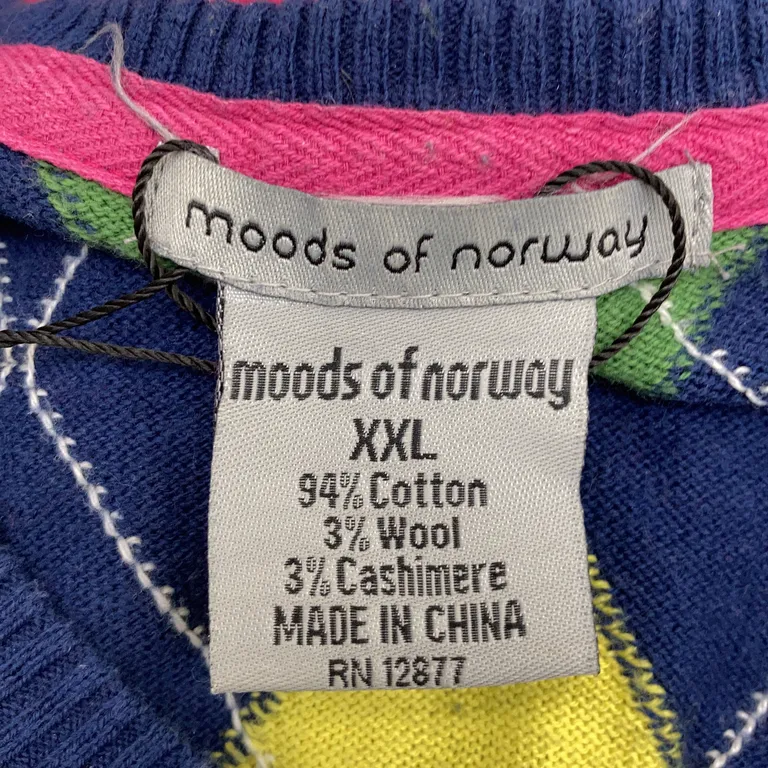 moods of norway
moods of norway
XXL
94% Cotton
3% Wool
3% Cashimere
MADE IN CHINA
RN 12877